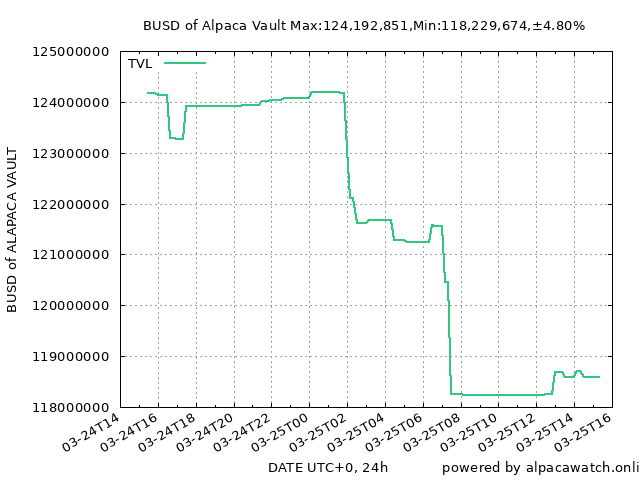 BUSD of Alpaca Vault Max:124,192,851,Min:118,229,674,±4.80%
TVL
125000000
124000000
123000000
122000000
121000000
120000000
119000000
118000000
BUSD of ALAPACA VAULT
03-24T14
03-24T16
03-24T18
03-24T20
03-24T22
03-25T00
03-25T02
03-25T04
03-25T06
03-25T08
03-25T10
03-25T12
03-25T14
03-25T16
DATE UTC+0, 24h
powered by alpacawatch.onli